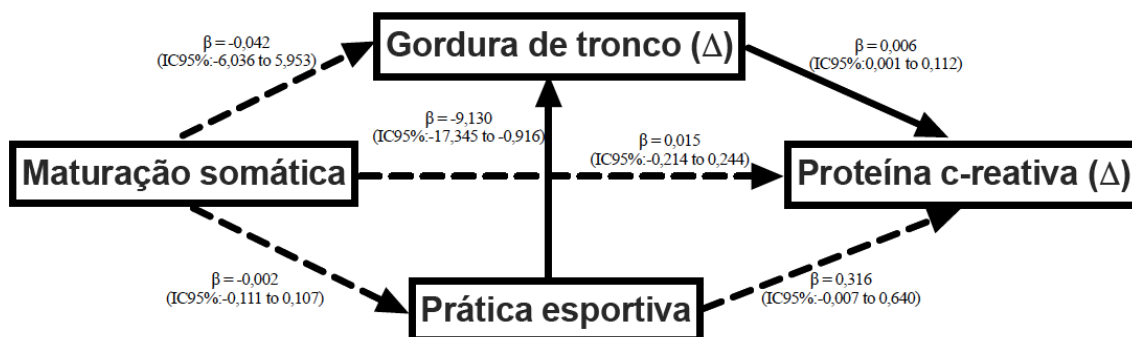 β = -0,042
(IC95%:-6,036 to 5,953)
Gordura de tronco (Δ)
β = 0,006
(IC95%:0,001 to 0,112)
β = -9,130
(IC95%:-17,345 to -0,916)
β = 0,015
(IC95%:-0,214 to 0,244)
Maturação somática
Proteína c-reativa (Δ)
β = -0,002
(IC95%:-0,111 to 0,107)
Prática esportiva
β = 0,316
(IC95%:-0,007 to 0,640)